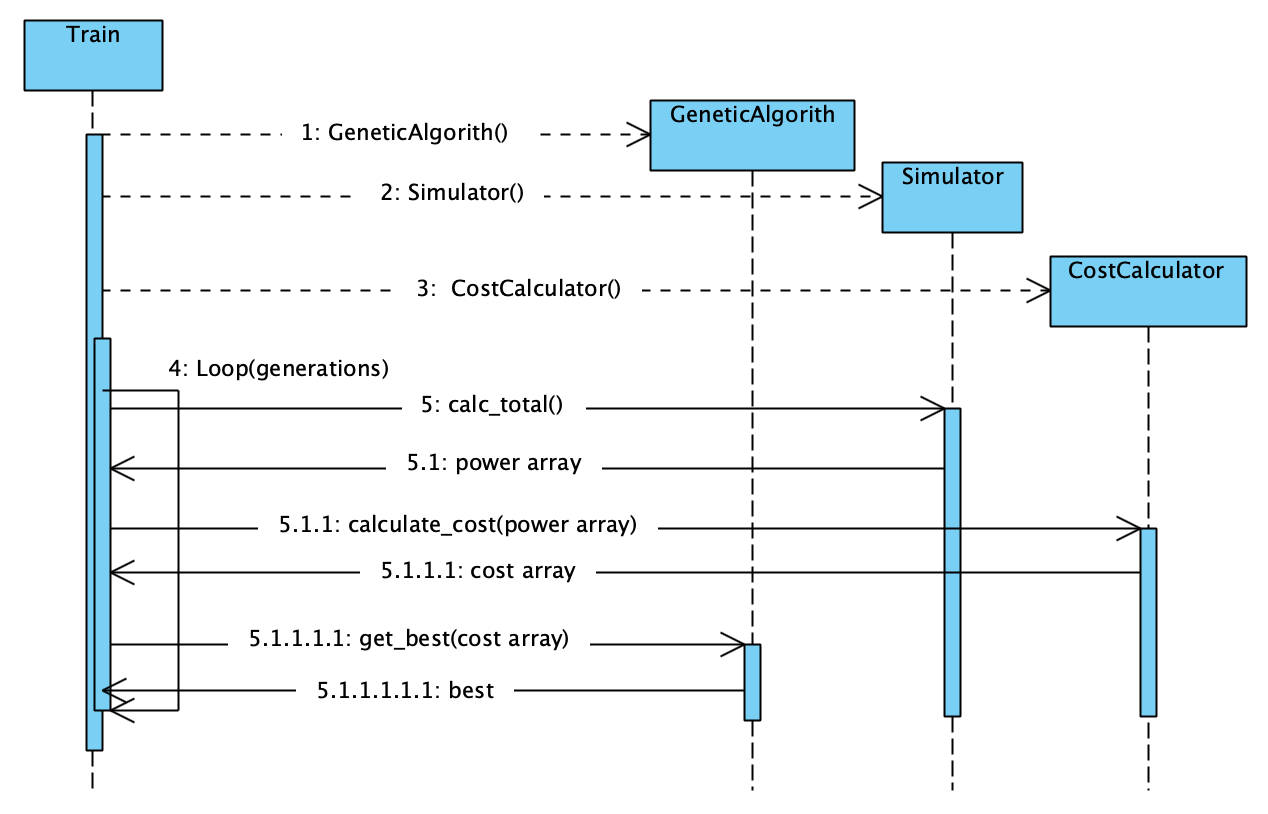 Train
GeneticAlgorith
1: GeneticAlgorith()
Simulator
2: Simulator()
CostCalculator
3:  CostCalculator()
4: Loop(generations)
5: calc_total()
5.1: power array
5.1.1: calculate_cost(power array)
5.1.1.1: cost array
5.1.1.1.1: get_best(cost array)
5.1.1.1.1.1: best